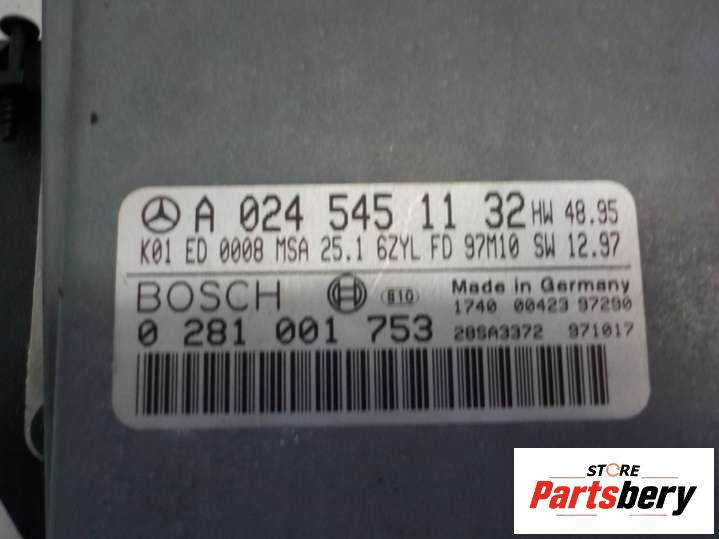 A 024 545 11 32 HW 48.95
K01 ED 0008 MSA 25.1 6ZYL FD 97M10 SW 12.97
BOSCH 810 Made in Germany
1740 00423 97290
0 281 001 753 28SA3372 971017
STORE
Partsbery